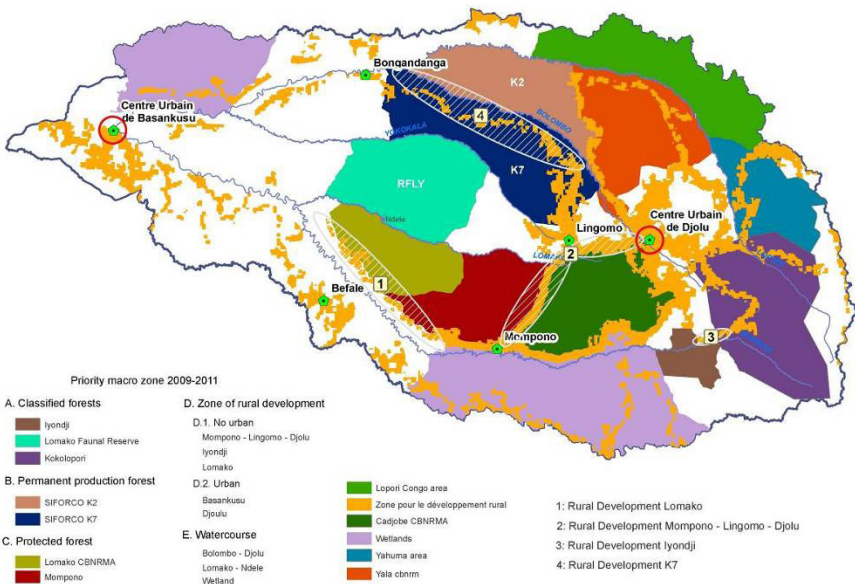 Bongandanga
K2
Centre Urbain
de Basankusu
BOLOMBO
4
YOKOKALA
K7
RFLY
Ndele
Lingomo
Centre Urbain
de Djolu
2
1
Befale
3
Mompono
Priority macro zone 2009-2011
A. Classified forests
Iyondji
Lomako Faunal Reserve
Kokolopori
B. Permanent production forest
SIFORCO K2
SIFORCO K7
C. Protected forest
Lomako CBNRMA
Mompono
D. Zone of rural development
D.1. No urban
Mompono - Lingomo - Djolu
Iyondji
Lomako
D.2. Urban
Basankusu
Djoulu
E. Watercourse
Bolombo - Djolu
Lomako - Ndele
Wetland
Lopori Congo area
Zone pour le développement rural
Cadjobe CBNRMA
Wetlands
Yahuma area
Yala cbnrm
1: Rural Development Lomako
2: Rural Development Mompono - Lingomo - Djolu
3: Rural Development Iyondji
4: Rural Development K7